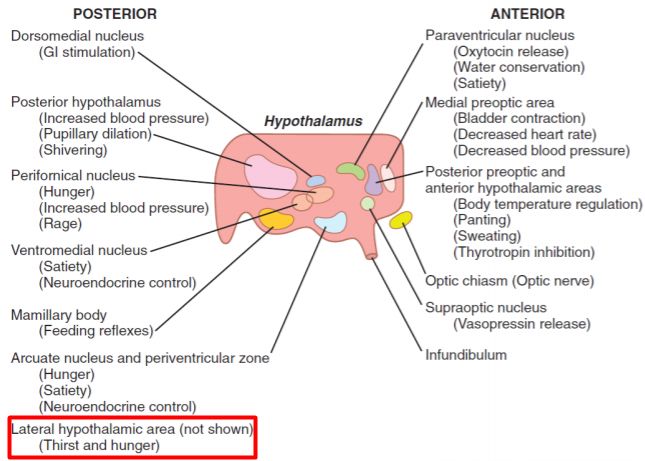 POSTERIOR
Dorsomedial nucleus
(GI stimulation)
Posterior hypothalamus
(Increased blood pressure)
(Pupillary dilation)
(Shivering)
Perifornical nucleus
(Hunger)
(Increased blood pressure)
(Rage)
Ventromedial nucleus
(Satiety)
(Neuroendocrine control)
Mamillary body
(Feeding reflexes)
Arcuate nucleus and periventricular zone
(Hunger)
(Satiety)
(Neuroendocrine control)
Lateral hypothalamic area (not shown)
(Thirst and hunger)
Hypothalamus
ANTERIOR
Paraventricular nucleus
(Oxytocin release)
(Water conservation)
(Satiety)
Medial preoptic area
(Bladder contraction)
(Decreased heart rate)
(Decreased blood pressure)
Posterior preoptic and
anterior hypothalamic areas
(Body temperature regulation)
(Panting)
(Sweating)
(Thyrotropin inhibition)
Optic chiasm (Optic nerve)
Supraoptic nucleus
(Vasopressin release)
Infundibulum